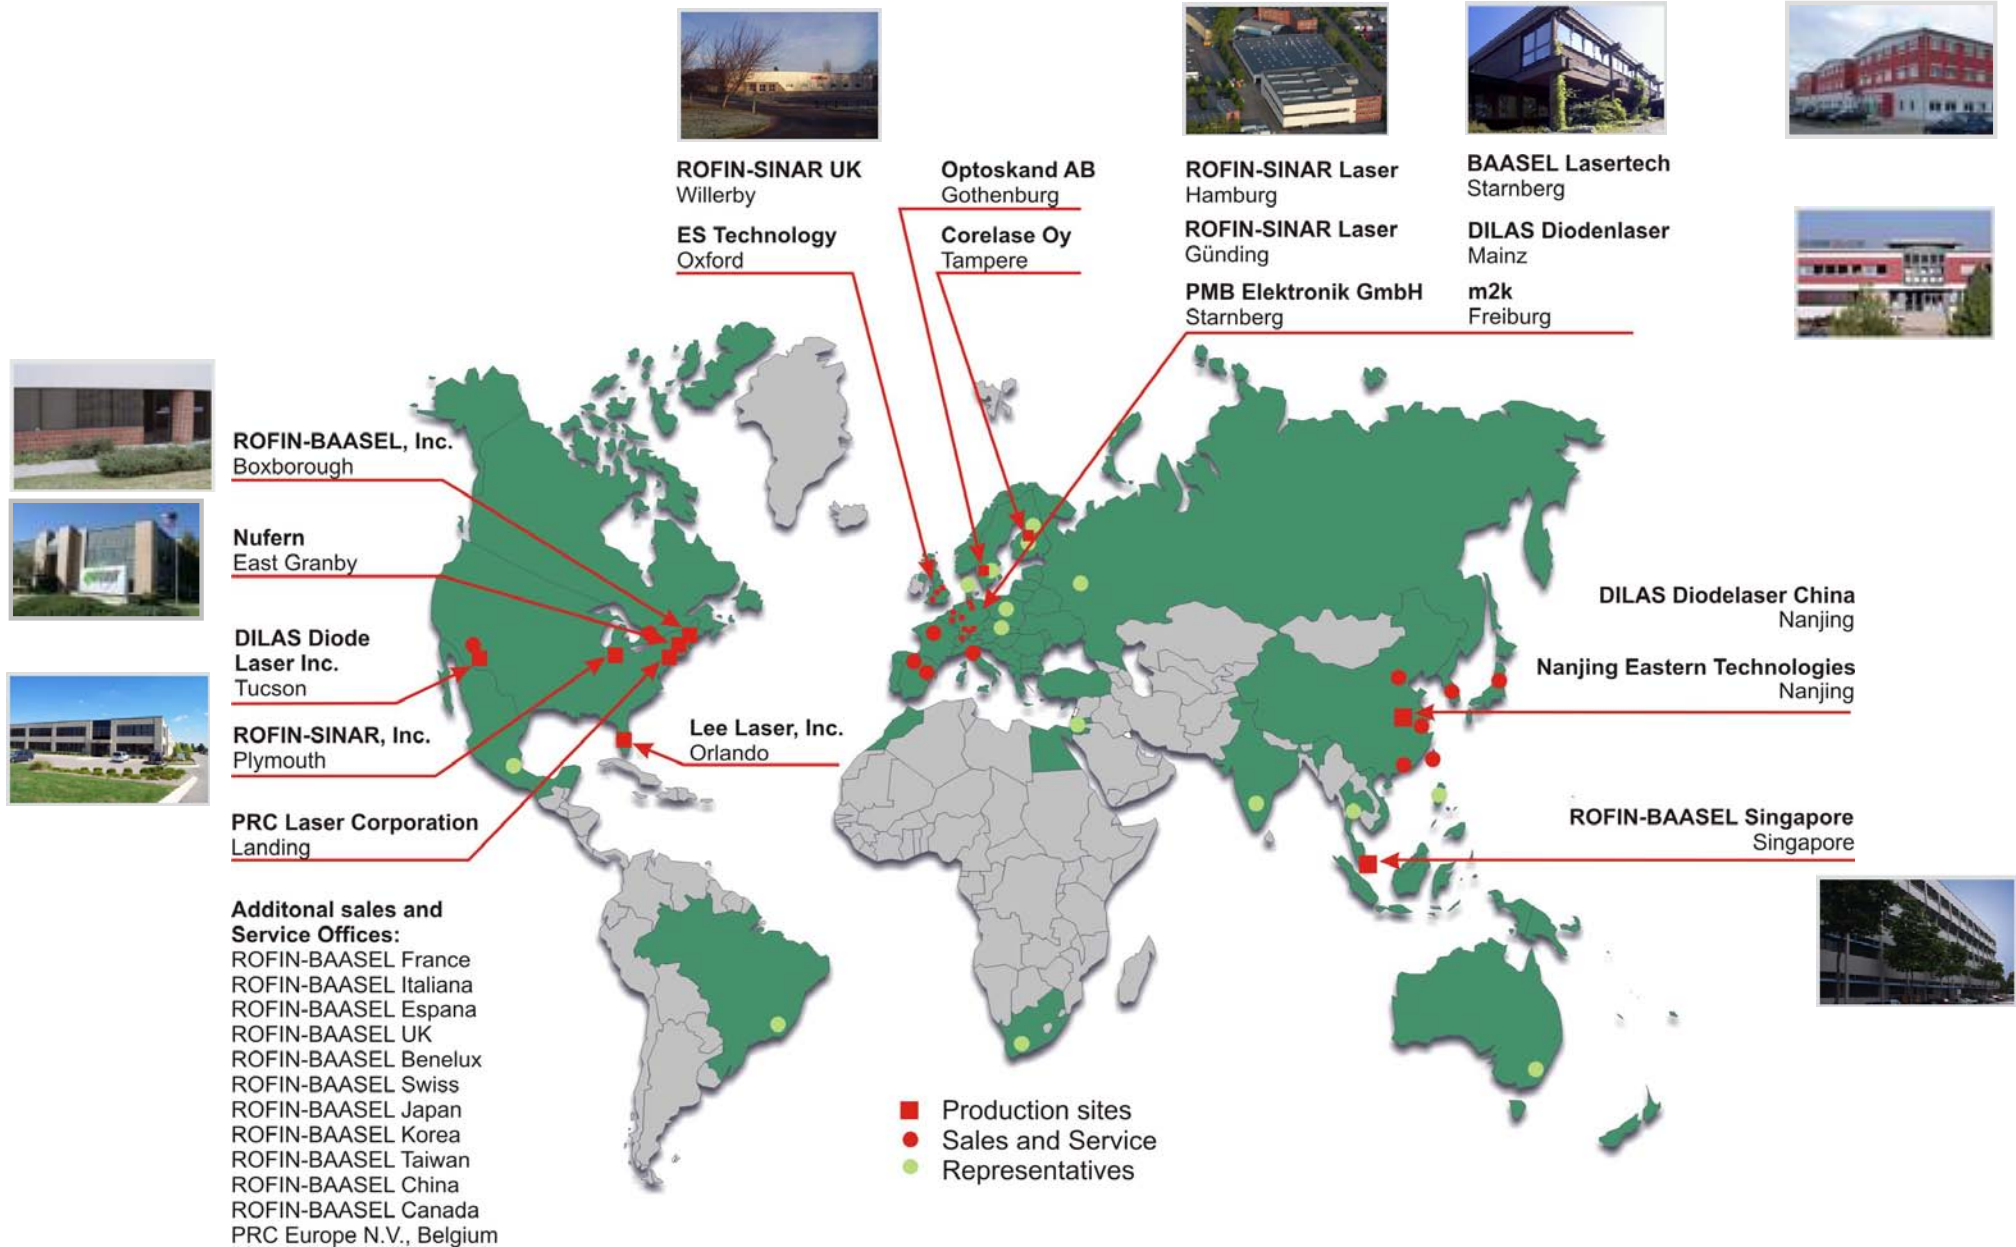 ROFIN-SINAR UK
Willerby
ES Technology
Oxford
Optoskand AB
Gothenburg
Corelase Oy
Tampere
ROFIN-SINAR Laser
Hamburg
ROFIN-SINAR Laser
Günding
PMB Elektronik GmbH
Starnberg
BAASEL Lasertech
Starnberg
DILAS Diodenlaser
Mainz
m2k
Freiburg
ROFIN-BAASEL, Inc.
Boxborough
Nufern
East Granby
DILAS Diode
Laser Inc.
Tucson
ROFIN-SINAR, Inc.
Plymouth
PRC Laser Corporation
Landing
Lee Laser, Inc.
Orlando
DILAS Diodelaser China
Nanjing
Nanjing Eastern Technologies
Nanjing
ROFIN-BAASEL Singapore
Singapore
Additonal sales and
Service Offices:
ROFIN-BAASEL France
ROFIN-BAASEL Italiana
ROFIN-BAASEL Espana
ROFIN-BAASEL UK
ROFIN-BAASEL Benelux
ROFIN-BAASEL Swiss
ROFIN-BAASEL Japan
ROFIN-BAASEL Korea
ROFIN-BAASEL Taiwan
ROFIN-BAASEL China
ROFIN-BAASEL Canada
PRC Europe N.V., Belgium
Production sites
Sales and Service
Representatives